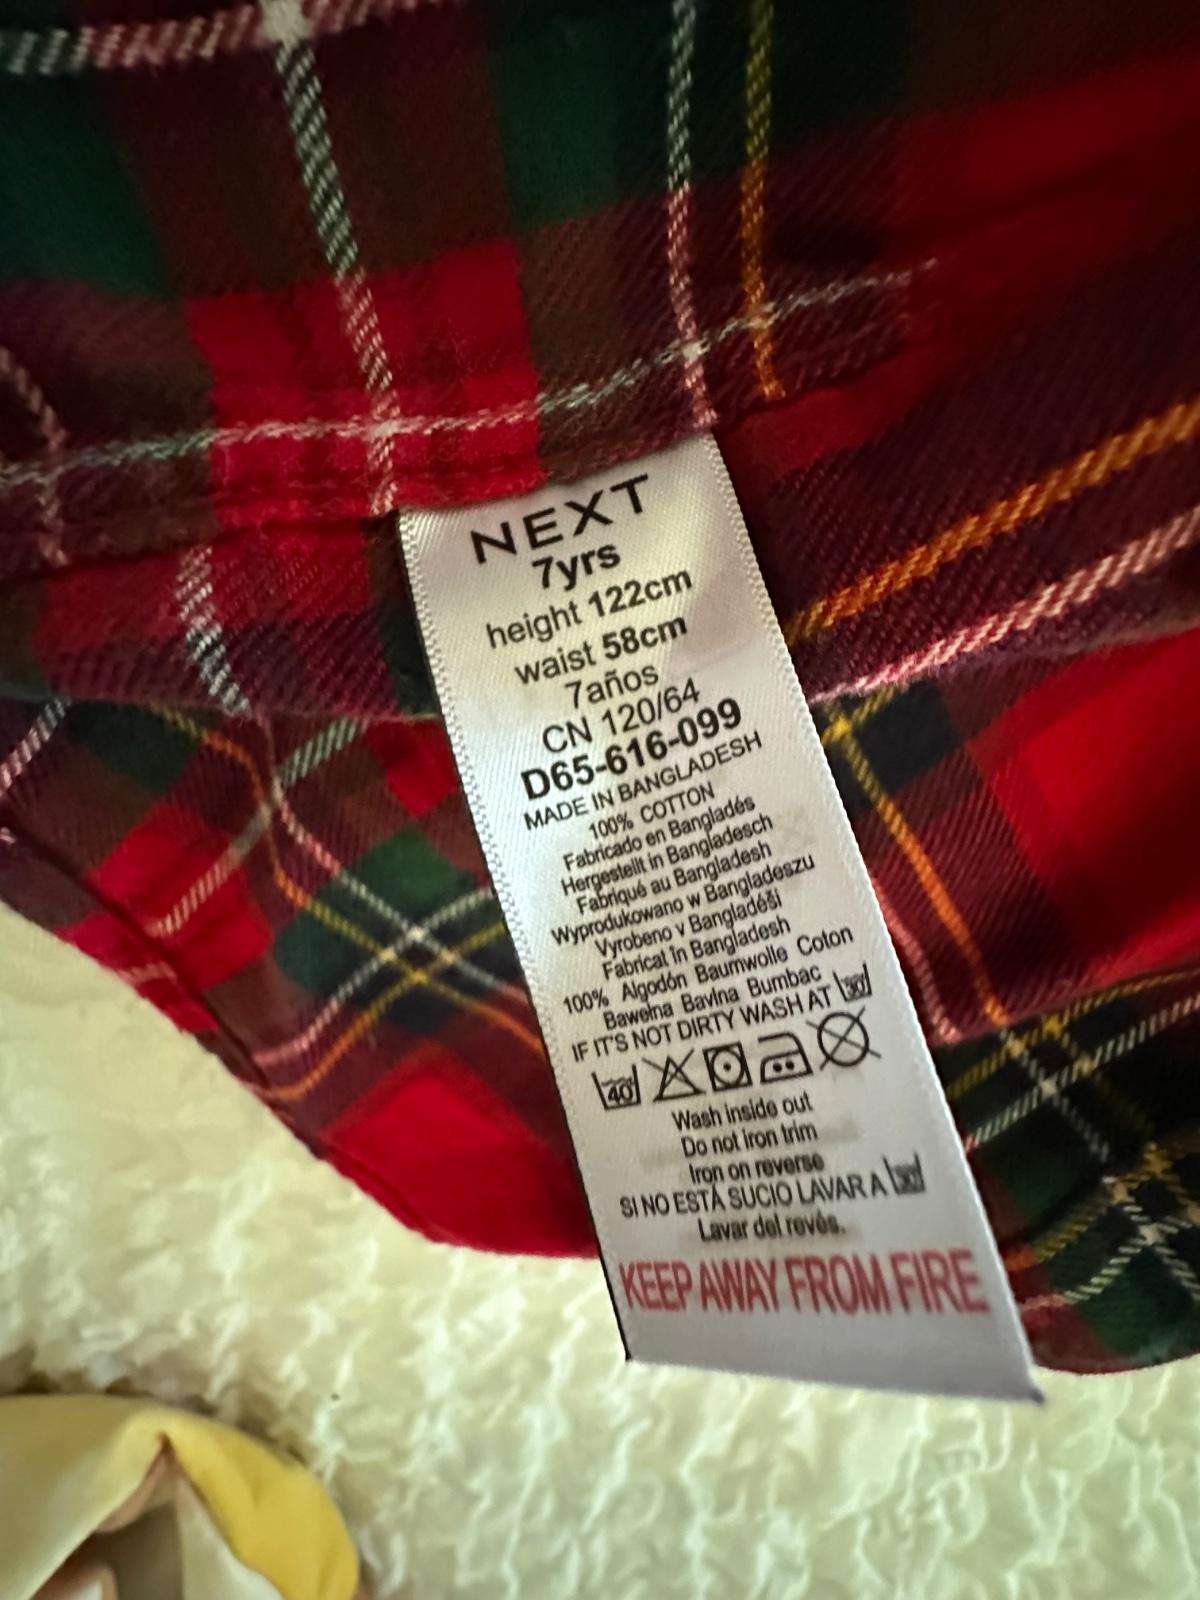 NEXT
7yrs
height 122cm
waist 58cm
7años
CN 120/64
D65-616-099
MADE IN BANGLADESH
100% COTTON
Fabricado en Bangladés
Hergestellt in Bangladesch
Fabriqué au Bangladesh
Wyprodukowano w Bangladeszu
Vyrobeno v Bangladéši
Fabricat în Bangladesh
100% Algodón Baumwolle Coton
Bawełna Bavlna Bumbac
IF IT'S NOT DIRTY WASH AT 30
40
Wash inside out
Do not iron trim
Iron on reverse
SI NO ESTÁ SUCIO LAVAR A 30
Lavar del revés.
KEEP AWAY FROM FIRE